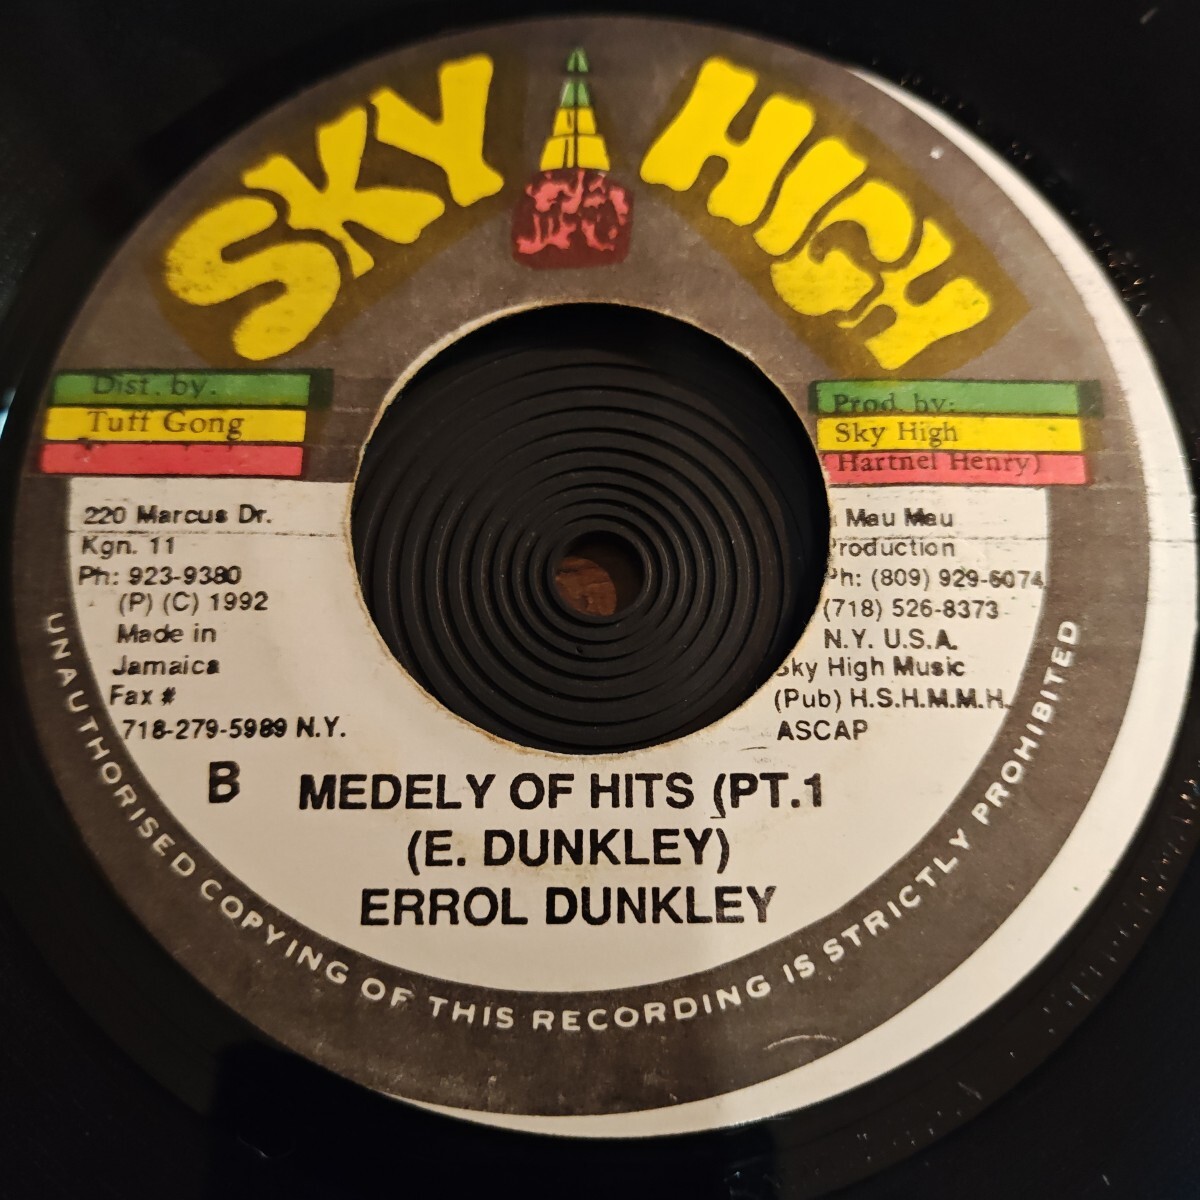 SKY HIGH
Dist. by.
Tuff Gong
Prod. by:
Sky High
(Hartnel Henry)
220 Marcus Dr.
Kgn. 11
Ph: 923-9380
(P) (C) 1992
Made in
Jamaica
Fax #
718-279-5989 N.Y.
Mau Mau
roduction
Ph: (809) 929-6074
(718) 526-8373
N.Y. U.S.A.
Sky High Music
(Pub) H.S.H.M.M.H.
ASCAP
B MEDELY OF HITS (PT.1
(E. DUNKLEY)
ERROL DUNKLEY
UNAUTHORISED COPYING OF THIS RECORDING IS STRICTLY PROHIBITED